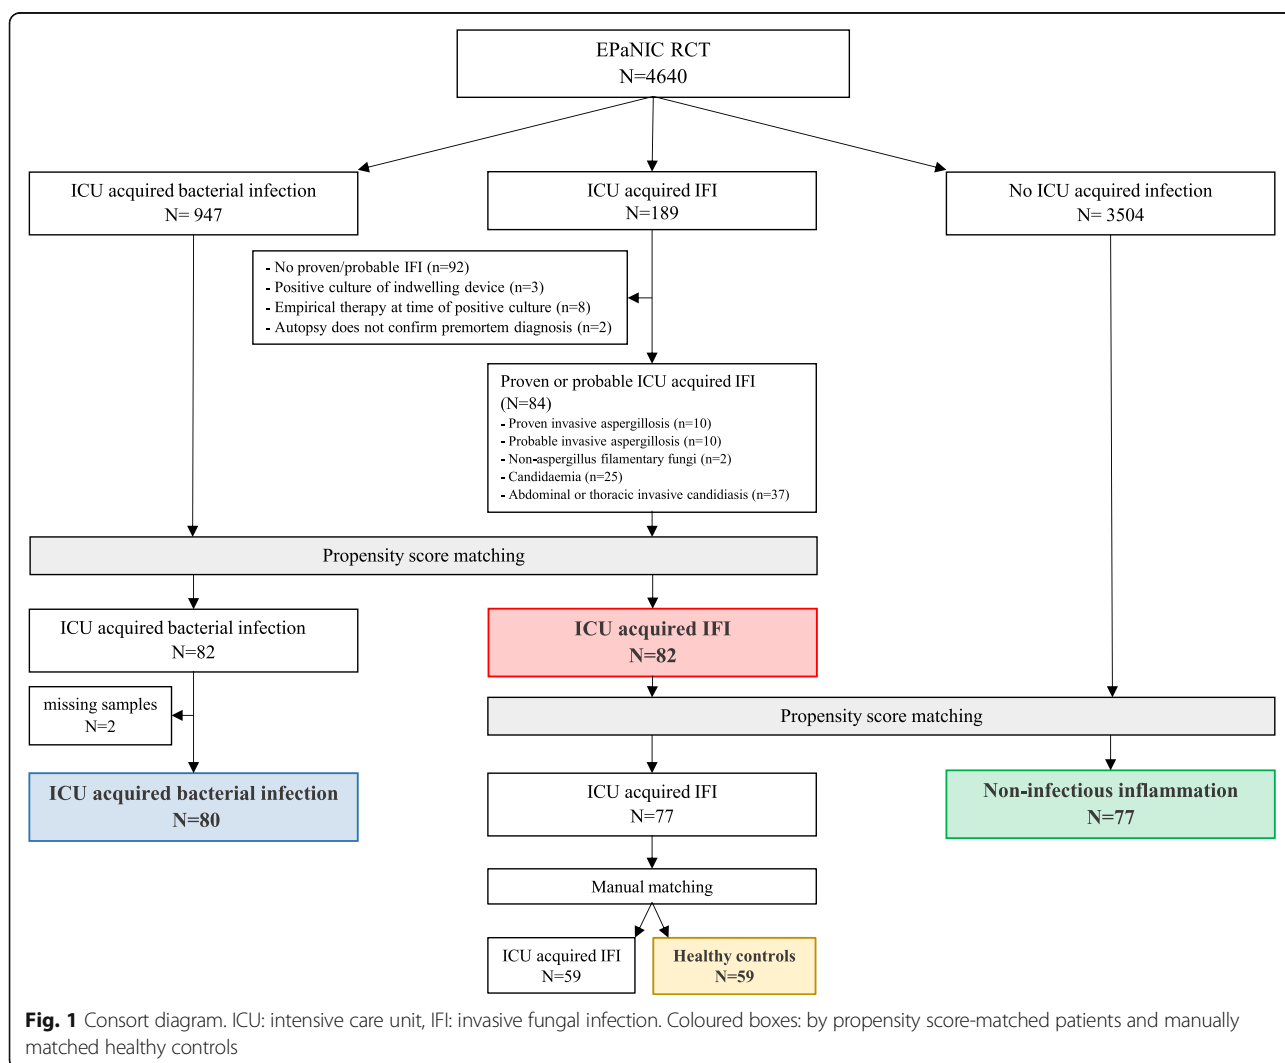 EPaNIC RCT
N=4640
ICU acquired bacterial infection
N= 947
ICU acquired IFI
N=189
No ICU acquired infection
N= 3504
- No proven/probable IFI (n=92)
- Positive culture of indwelling device (n=3)
- Empirical therapy at time of positive culture (n=8)
- Autopsy does not confirm premortem diagnosis (n=2)
Proven or probable ICU acquired IFI
(N=84)
- Proven invasive aspergillosis (n=10)
- Probable invasive aspergillosis (n=10)
- Non-aspergillus filamentary fungi (n=2)
- Candidaemia (n=25)
- Abdominal or thoracic invasive candidiasis (n=37)
Propensity score matching
ICU acquired bacterial infection
N=82
ICU acquired IFI
N=82
missing samples
N=2
Propensity score matching
ICU acquired bacterial infection
N=80
ICU acquired IFI
N=77
Non-infectious inflammation
N=77
Manual matching
ICU acquired IFI
N=59
Healthy controls
N=59
Fig. 1 Consort diagram. ICU: intensive care unit, IFI: invasive fungal infection. Coloured boxes: by propensity score-matched patients and manually
matched healthy controls